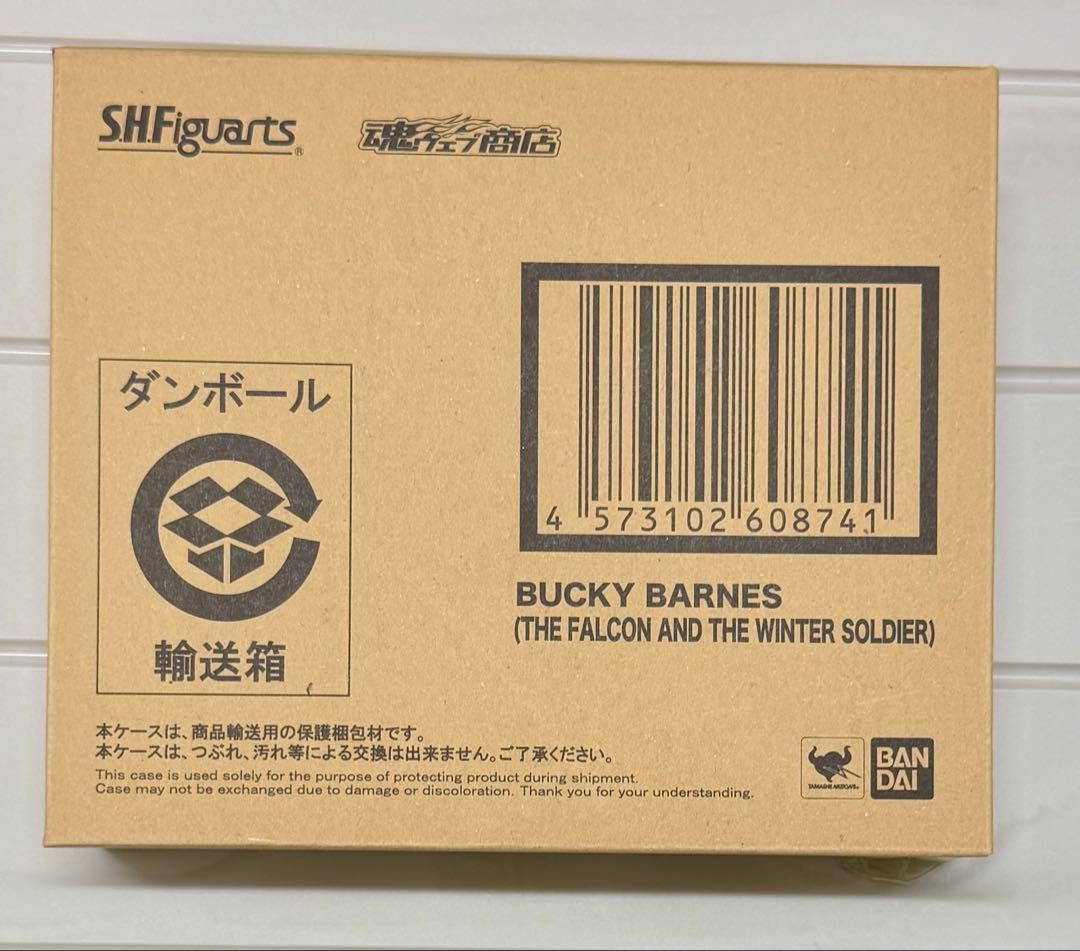 S.H.Figuarts®
魂ウェブ商店
4 573102 608741
BUCKY BARNES
(THE FALCON AND THE WINTER SOLDIER)
ダンボール
輸送箱
本ケースは、商品輸送用の保護梱包材です。
本ケースは、つぶれ、汚れ等による交換は出来ません。ご了承ください。
This case is used solely for the purpose of protecting product during shipment.
Case may not be exchanged due to damage or discoloration. Thank you for your understanding.
TAMASHII NATIONS
BAN
DAI